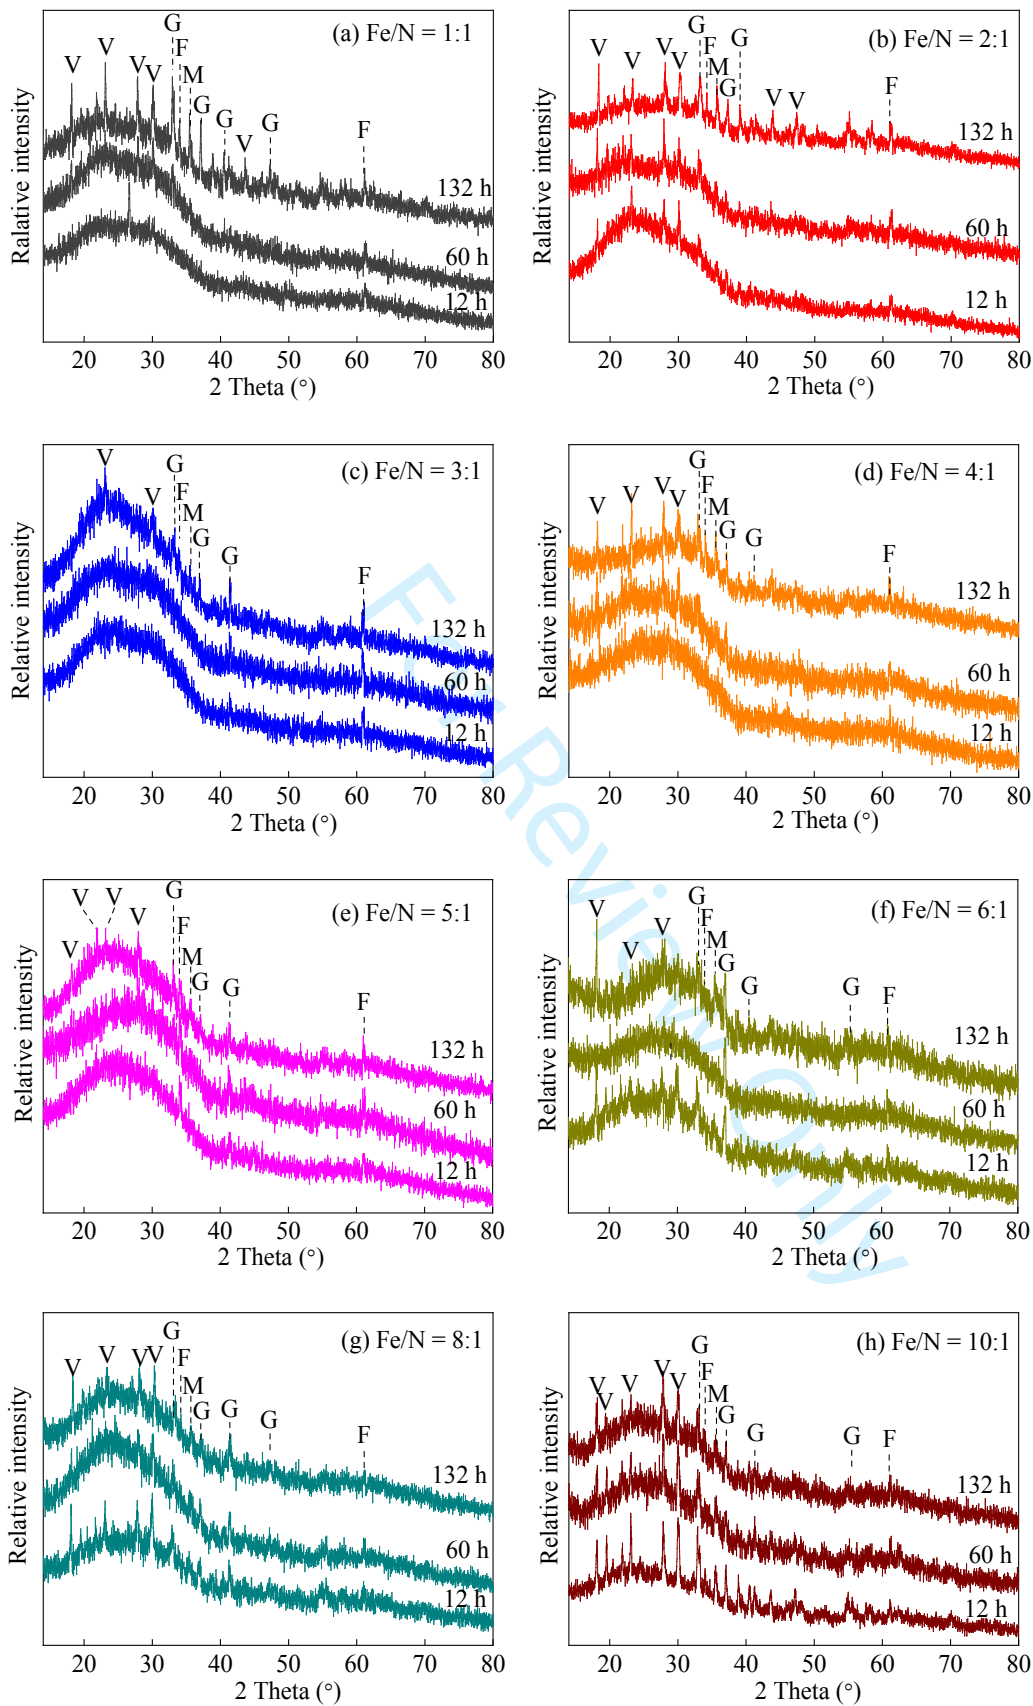 (a) Fe/N = 1:1
G
F
V V V V M
G G G
V
F
132 h
60 h
12 h
Ralative intensity
20 30 40 50 60 70 80
2 Theta (°)
(b) Fe/N = 2:1
G
F G
V V V V M
G
V V
F
132 h
60 h
12 h
Ralative intensity
20 30 40 50 60 70 80
2 Theta (°)
(c) Fe/N = 3:1
V
G
V F
M
G G
F
132 h
60 h
12 h
Relative intensity
20 30 40 50 60 70 80
2 Theta (°)
(d) Fe/N = 4:1
G
V V V V F
M
G G
F
132 h
60 h
12 h
Relative intensity
20 30 40 50 60 70 80
2 Theta (°)
(e) Fe/N = 5:1
V V G
V F
V M
G G
F
132 h
60 h
12 h
Relative intensity
20 30 40 50 60 70 80
2 Theta (°)
(f) Fe/N = 6:1
G
V F
V V M
G
G G F
132 h
60 h
12 h
Relative intensity
20 30 40 50 60 70 80
2 Theta (°)
(g) Fe/N = 8:1
G
V V V V F
M
G G G
F
132 h
60 h
12 h
Relative intensity
20 30 40 50 60 70 80
2 Theta (°)
(h) Fe/N = 10:1
G
V V V V V F
M
G G G F
132 h
60 h
12 h
Relative intensity
20 30 40 50 60 70 80
2 Theta (°)
For Review Only